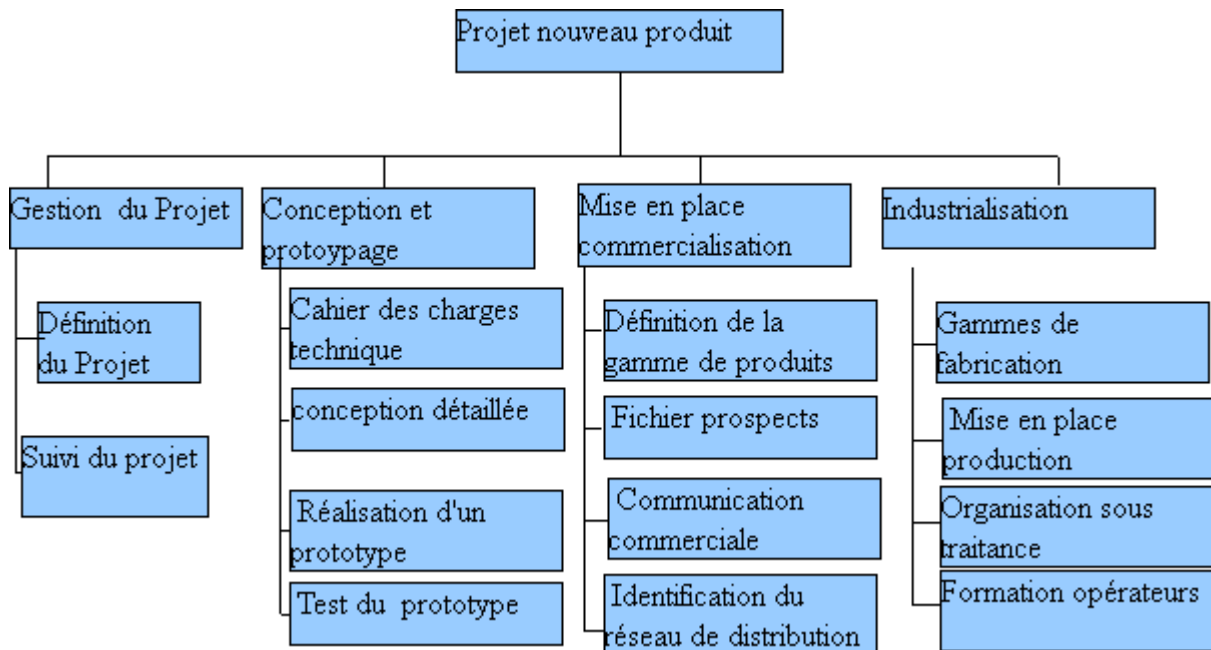 Projet nouveau produit
Gestion du Projet
Définition
du Projet
Suivi du projet
Conception et
protoypage
Cahier des charges
technique
conception détaillée
Réalisation d'un
prototype
Test du prototype
Mise en place
commercialisation
Définition de la
gamme de produits
Fichier prospects
Communication
commerciale
Identification du
réseau de distribution
Industrialisation
Gammes de
fabrication
Mise en place
production
Organisation sous
traitance
Formation opérateurs